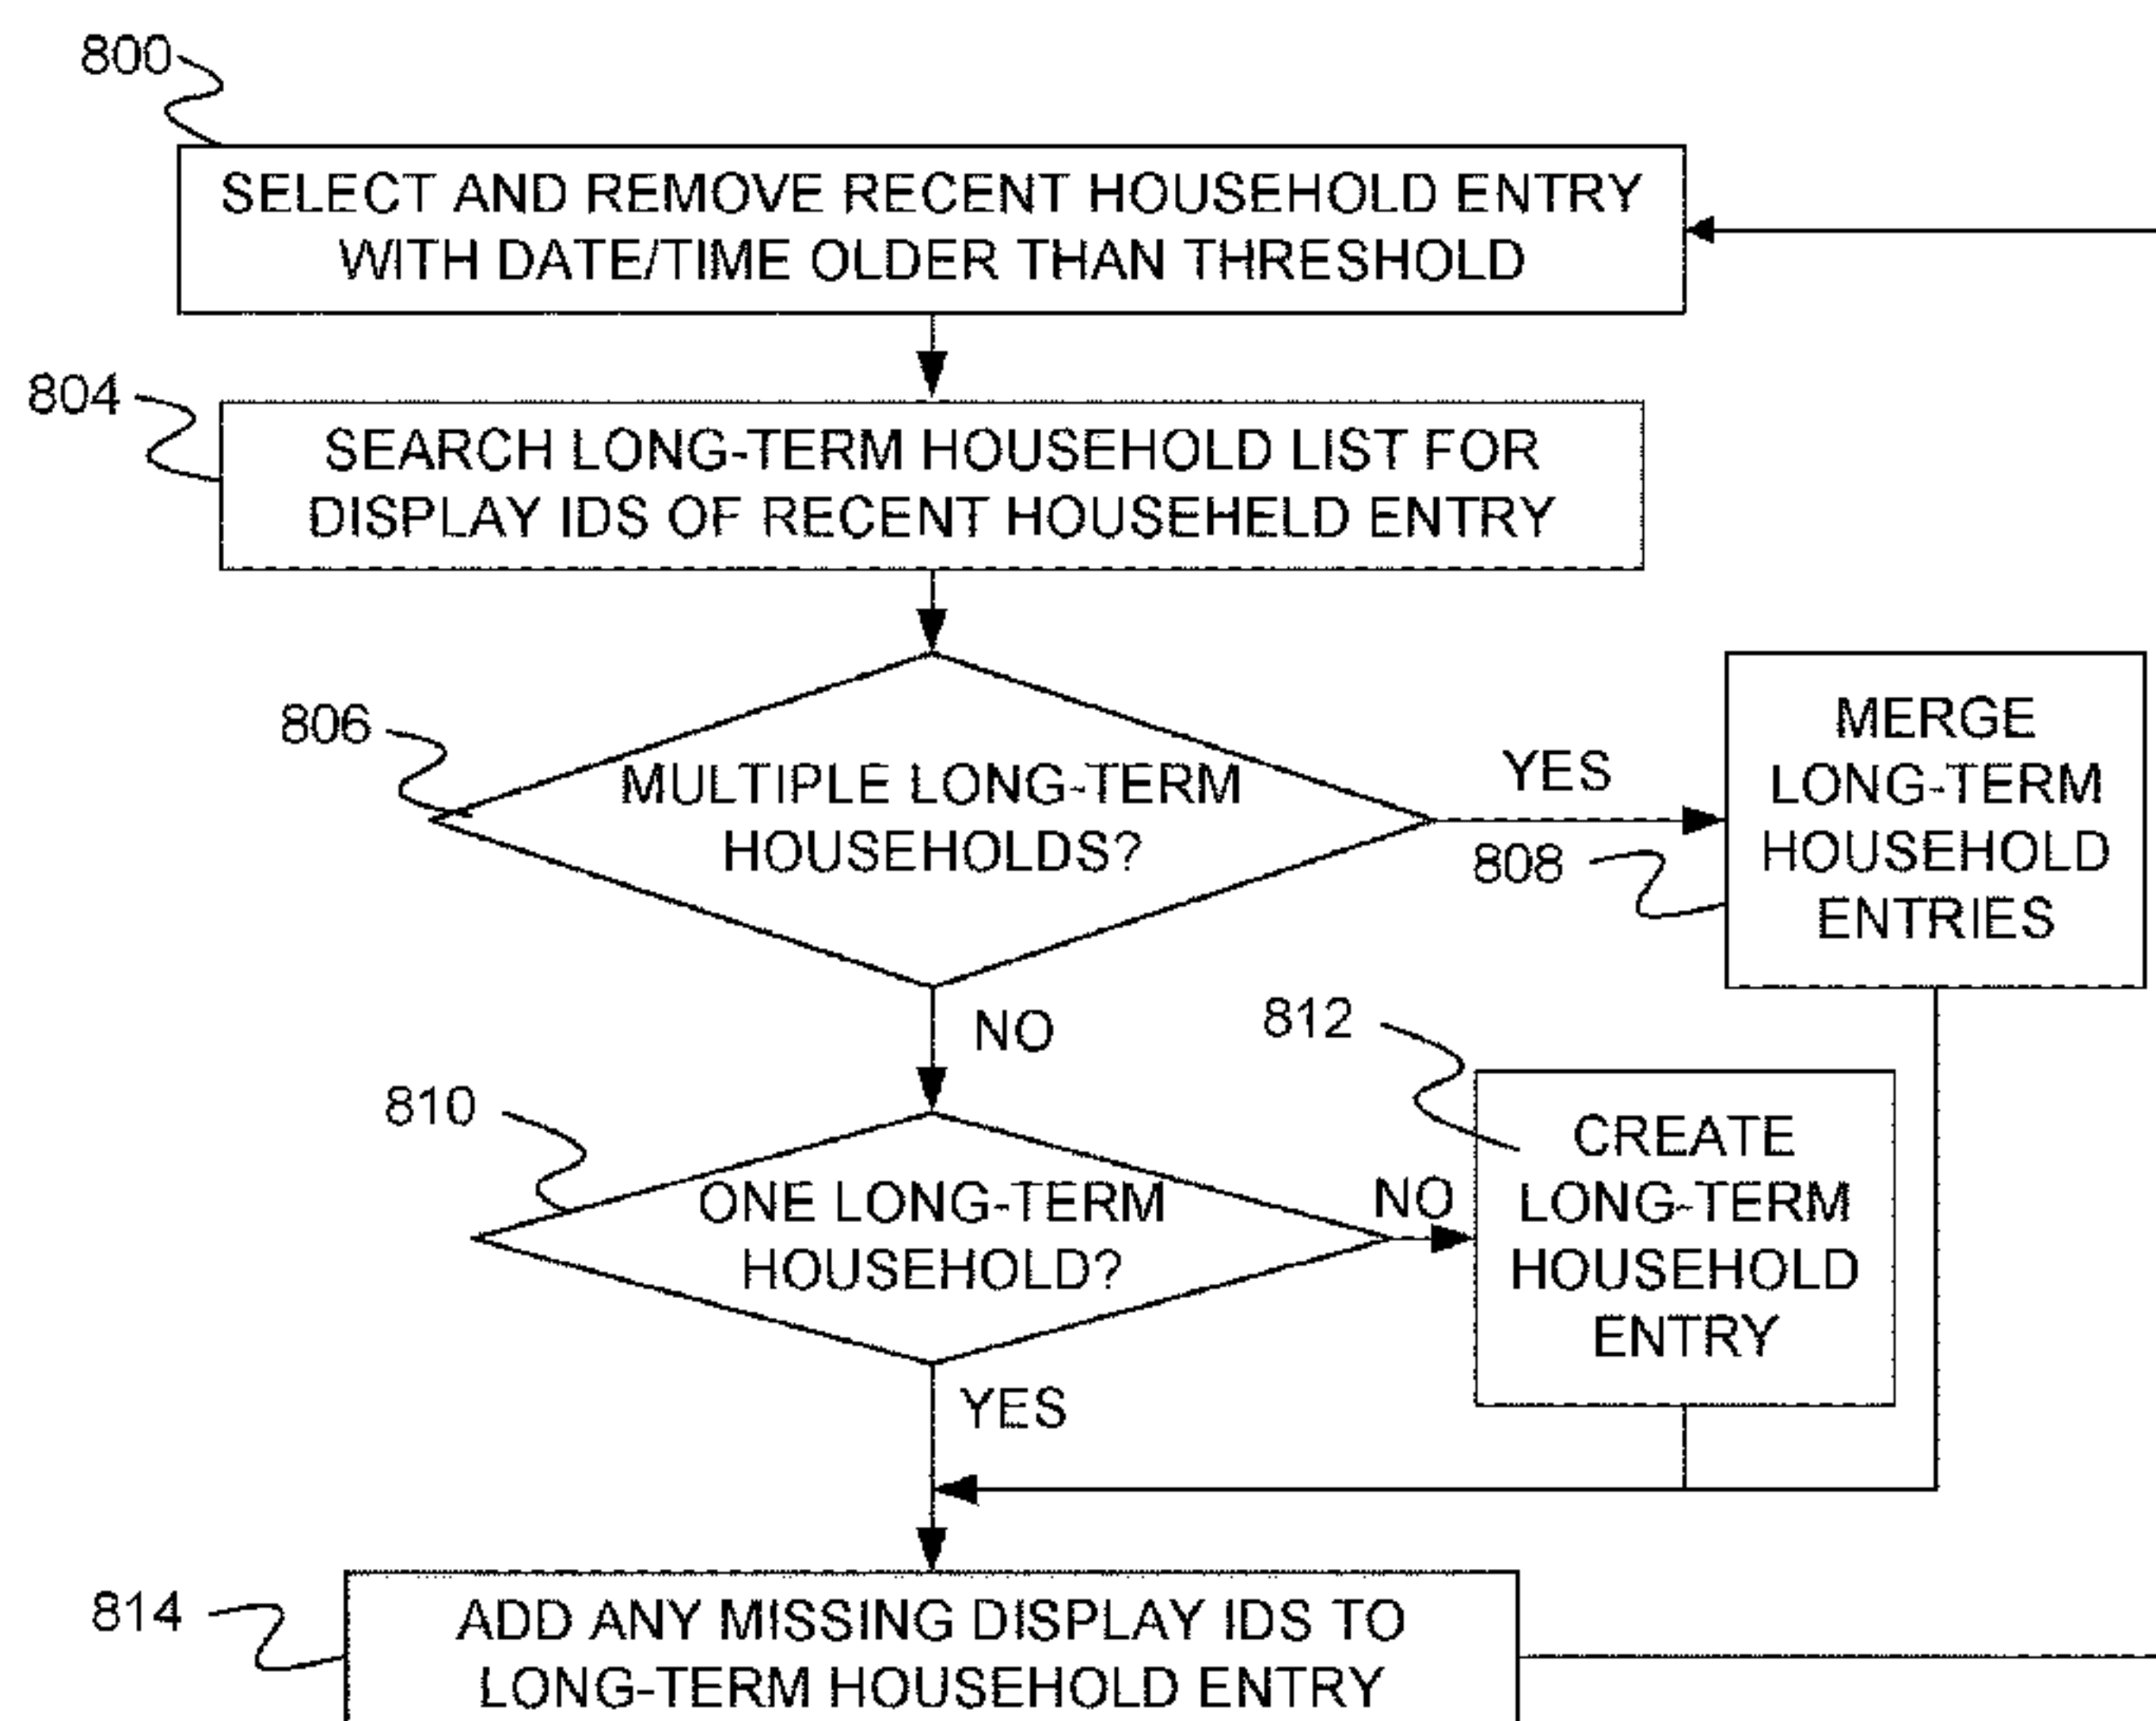 800
SELECT AND REMOVE RECENT HOUSEHOLD ENTRY
WITH DATE/TIME OLDER THAN THRESHOLD
804
SEARCH LONG-TERM HOUSEHOLD LIST FOR
DISPLAY IDS OF RECENT HOUSEHELD ENTRY
806
MULTIPLE LONG-TERM
HOUSEHOLDS?
YES
808
MERGE
LONG-TERM
HOUSEHOLD
ENTRIES
NO
810
ONE LONG-TERM
HOUSEHOLD?
NO
812
CREATE
LONG-TERM
HOUSEHOLD
ENTRY
YES
814
ADD ANY MISSING DISPLAY IDS TO
LONG-TERM HOUSEHOLD ENTRY